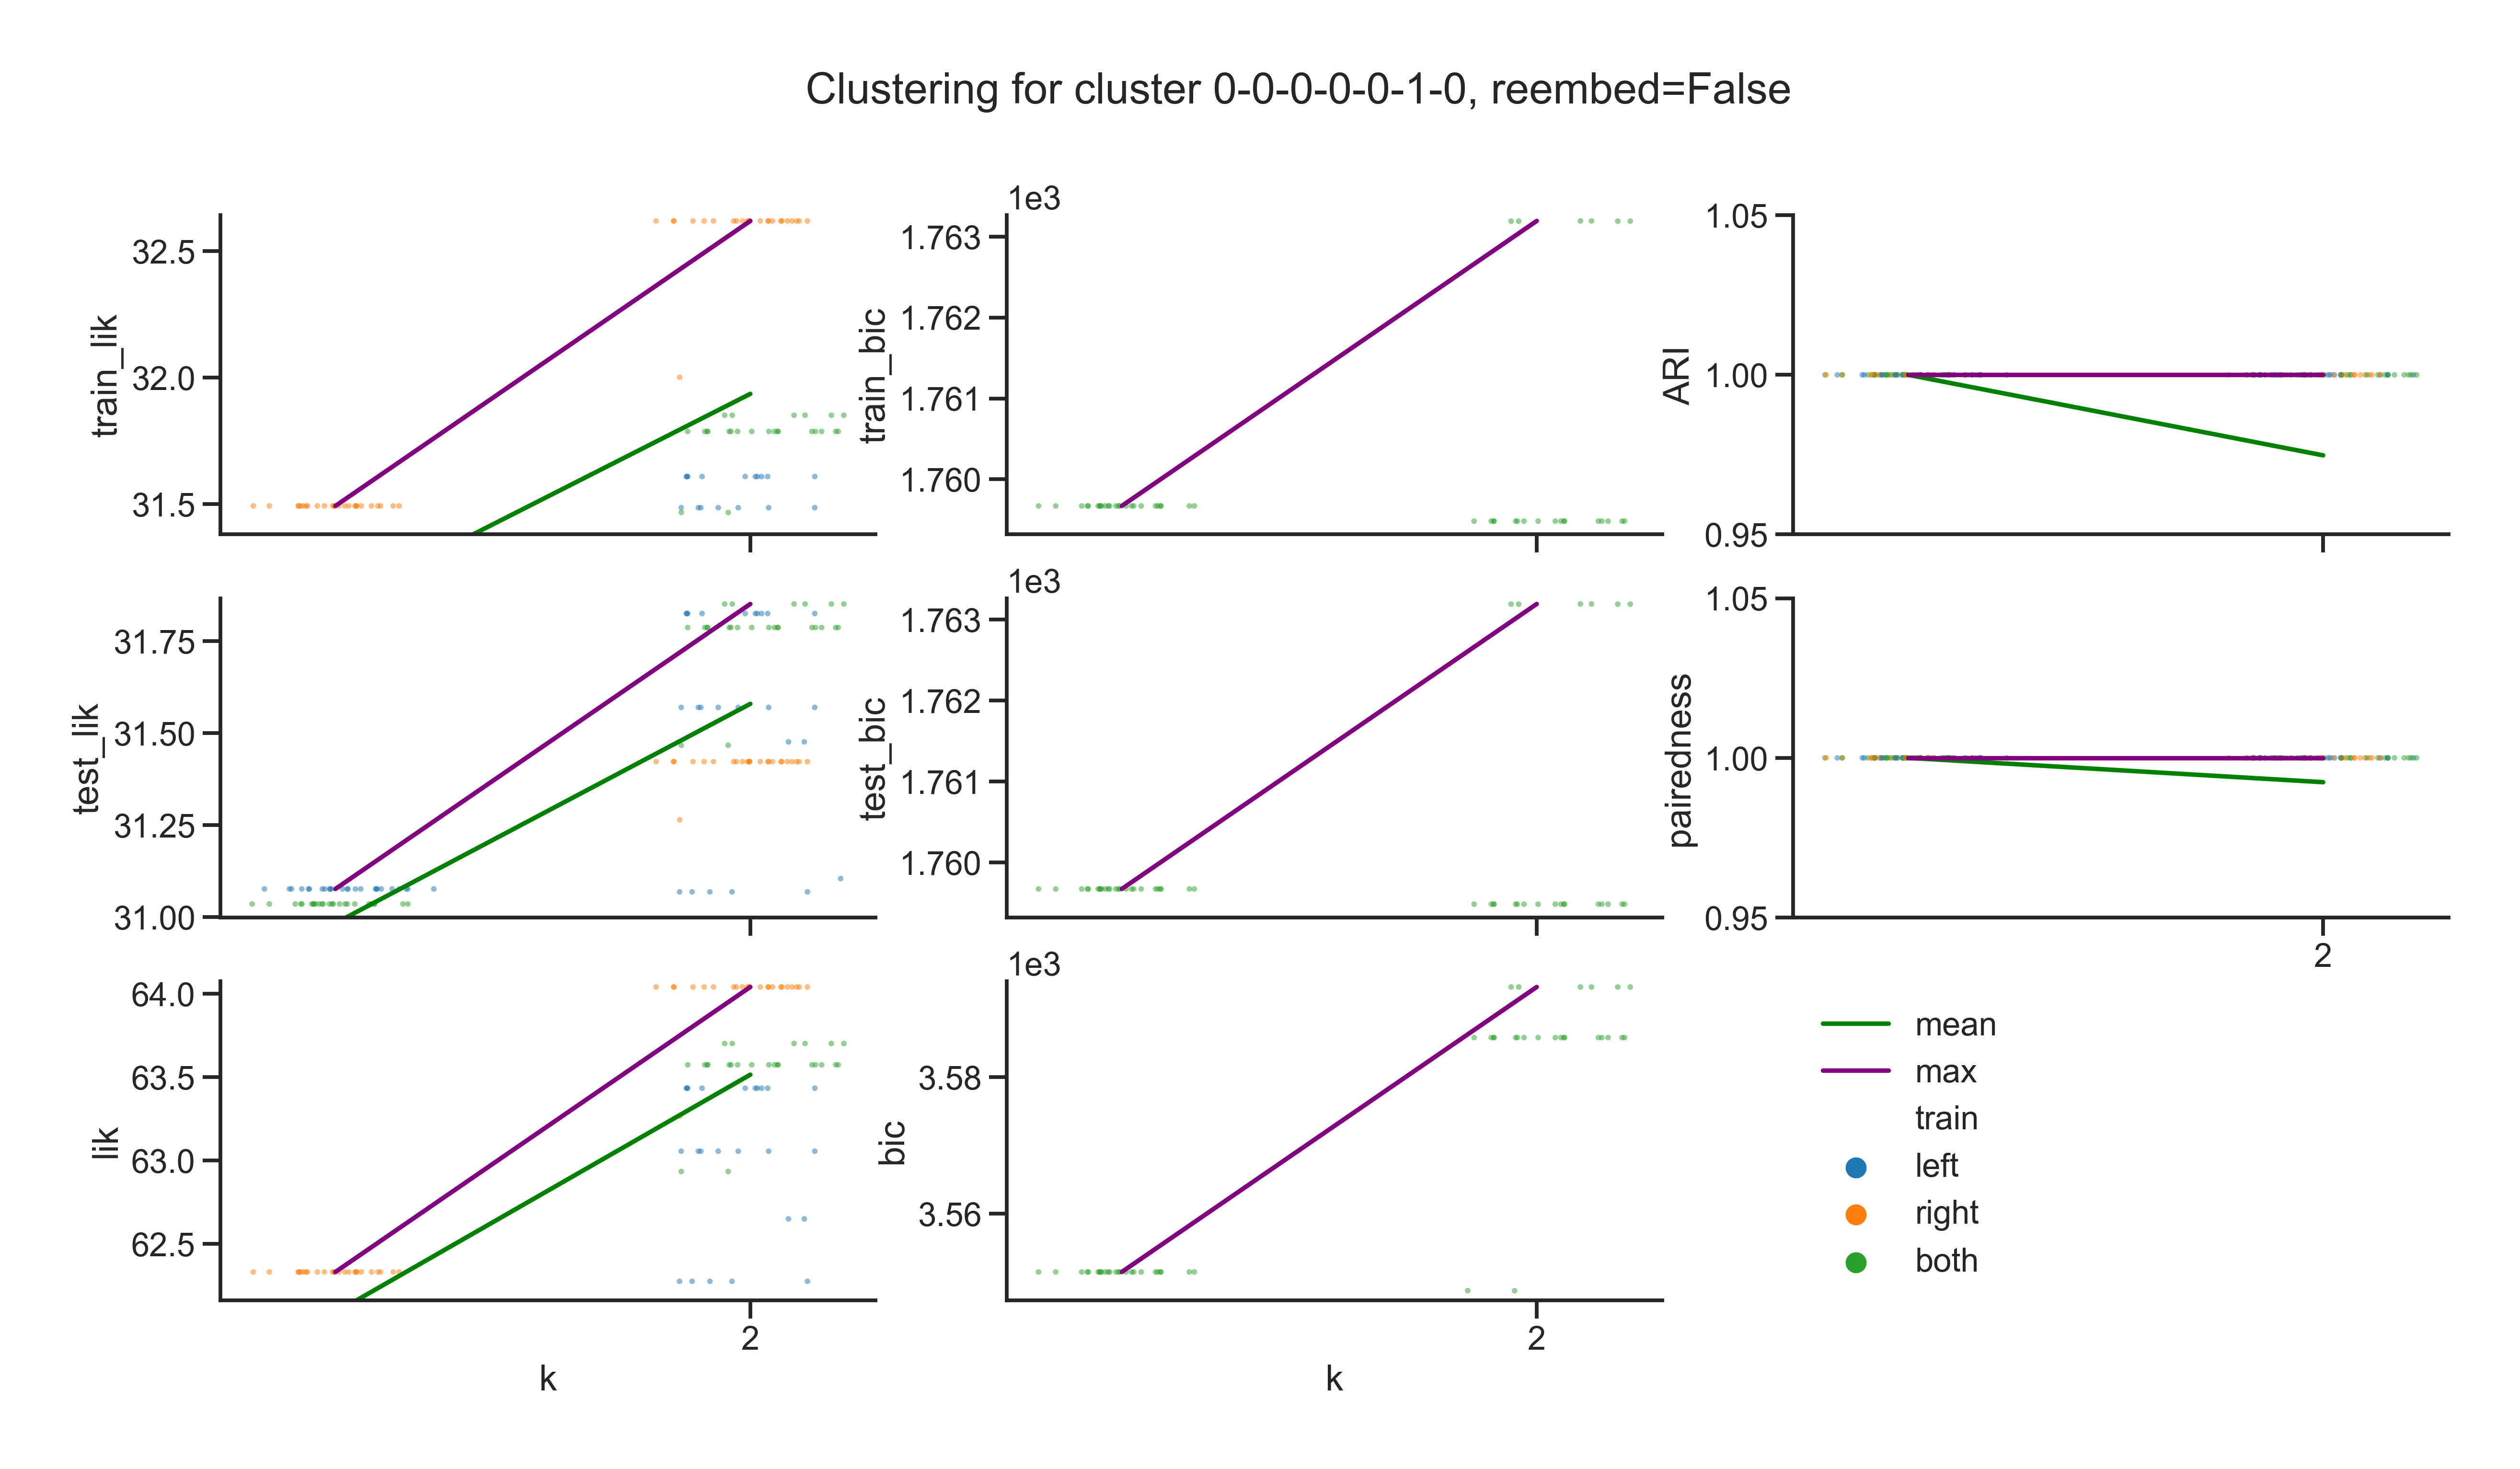 Clustering for cluster 0-0-0-0-0-1-0, reembed=False
train_lik
32.5
32.0
31.5
1e3
train_bic
1.763
1.762
1.761
1.760
ARI
1.05
1.00
0.95
test_lik
31.75
31.50
31.25
31.00
1e3
test_bic
1.763
1.762
1.761
1.760
pairedness
1.05
1.00
0.95
2
lik
64.0
63.5
63.0
62.5
2
k
1e3
bic
3.58
3.56
2
k
mean
max
train
left
right
both